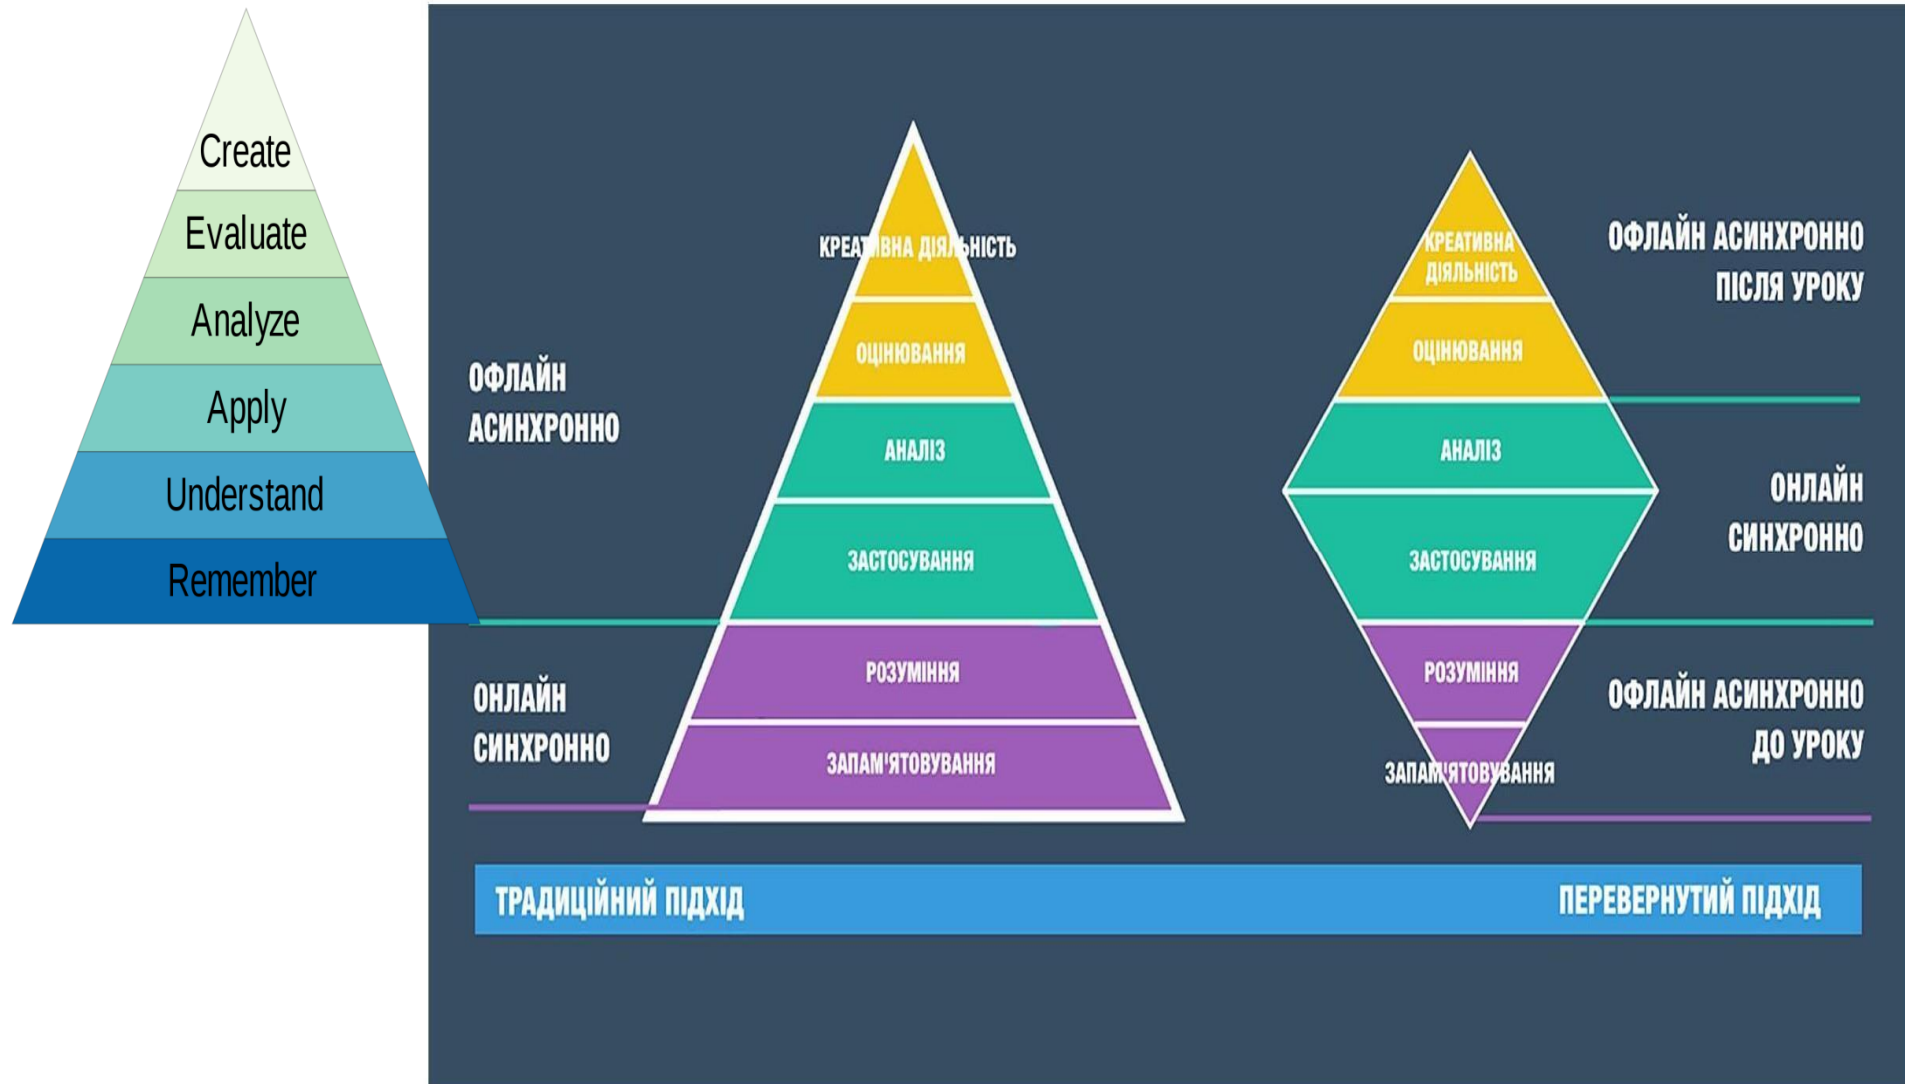 Create
Evaluate
Analyze
Apply
Understand
Remember
ОФЛАЙН
АСИНХРОННО
ОНЛАЙН
СИНХРОННО
КРЕАТИВНА ДІЯЛЬНІСТЬ
ОЦІНЮВАННЯ
АНАЛІЗ
ЗАСТОСУВАННЯ
РОЗУМІННЯ
ЗАПАМ'ЯТОВУВАННЯ
КРЕАТИВНА
ДІЯЛЬНІСТЬ
ОЦІНЮВАННЯ
АНАЛІЗ
ЗАСТОСУВАННЯ
РОЗУМІННЯ
ЗАПАМ'ЯТОВУВАННЯ
ОФЛАЙН АСИНХРОННО
ПІСЛЯ УРОКУ
ОНЛАЙН
СИНХРОННО
ОФЛАЙН АСИНХРОННО
ДО УРОКУ
ТРАДИЦІЙНИЙ ПІДХІД
ПЕРЕВЕРНУТИЙ ПІДХІД